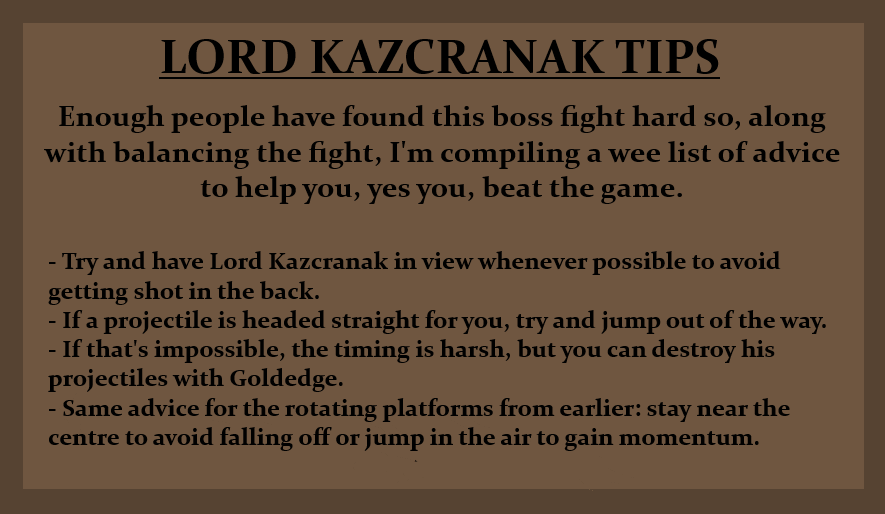 LORD KAZCRANAK TIPS
Enough people have found this boss fight hard so, along
with balancing the fight, I'm compiling a wee list of advice
to help you, yes you, beat the game.
- Try and have Lord Kazcranak in view whenever possible to avoid
getting shot in the back.
- If a projectile is headed straight for you, try and jump out of the way.
- If that's impossible, the timing is harsh, but you can destroy his
projectiles with Goldedge.
- Same advice for the rotating platforms from earlier: stay near the
centre to avoid falling off or jump in the air to gain momentum.